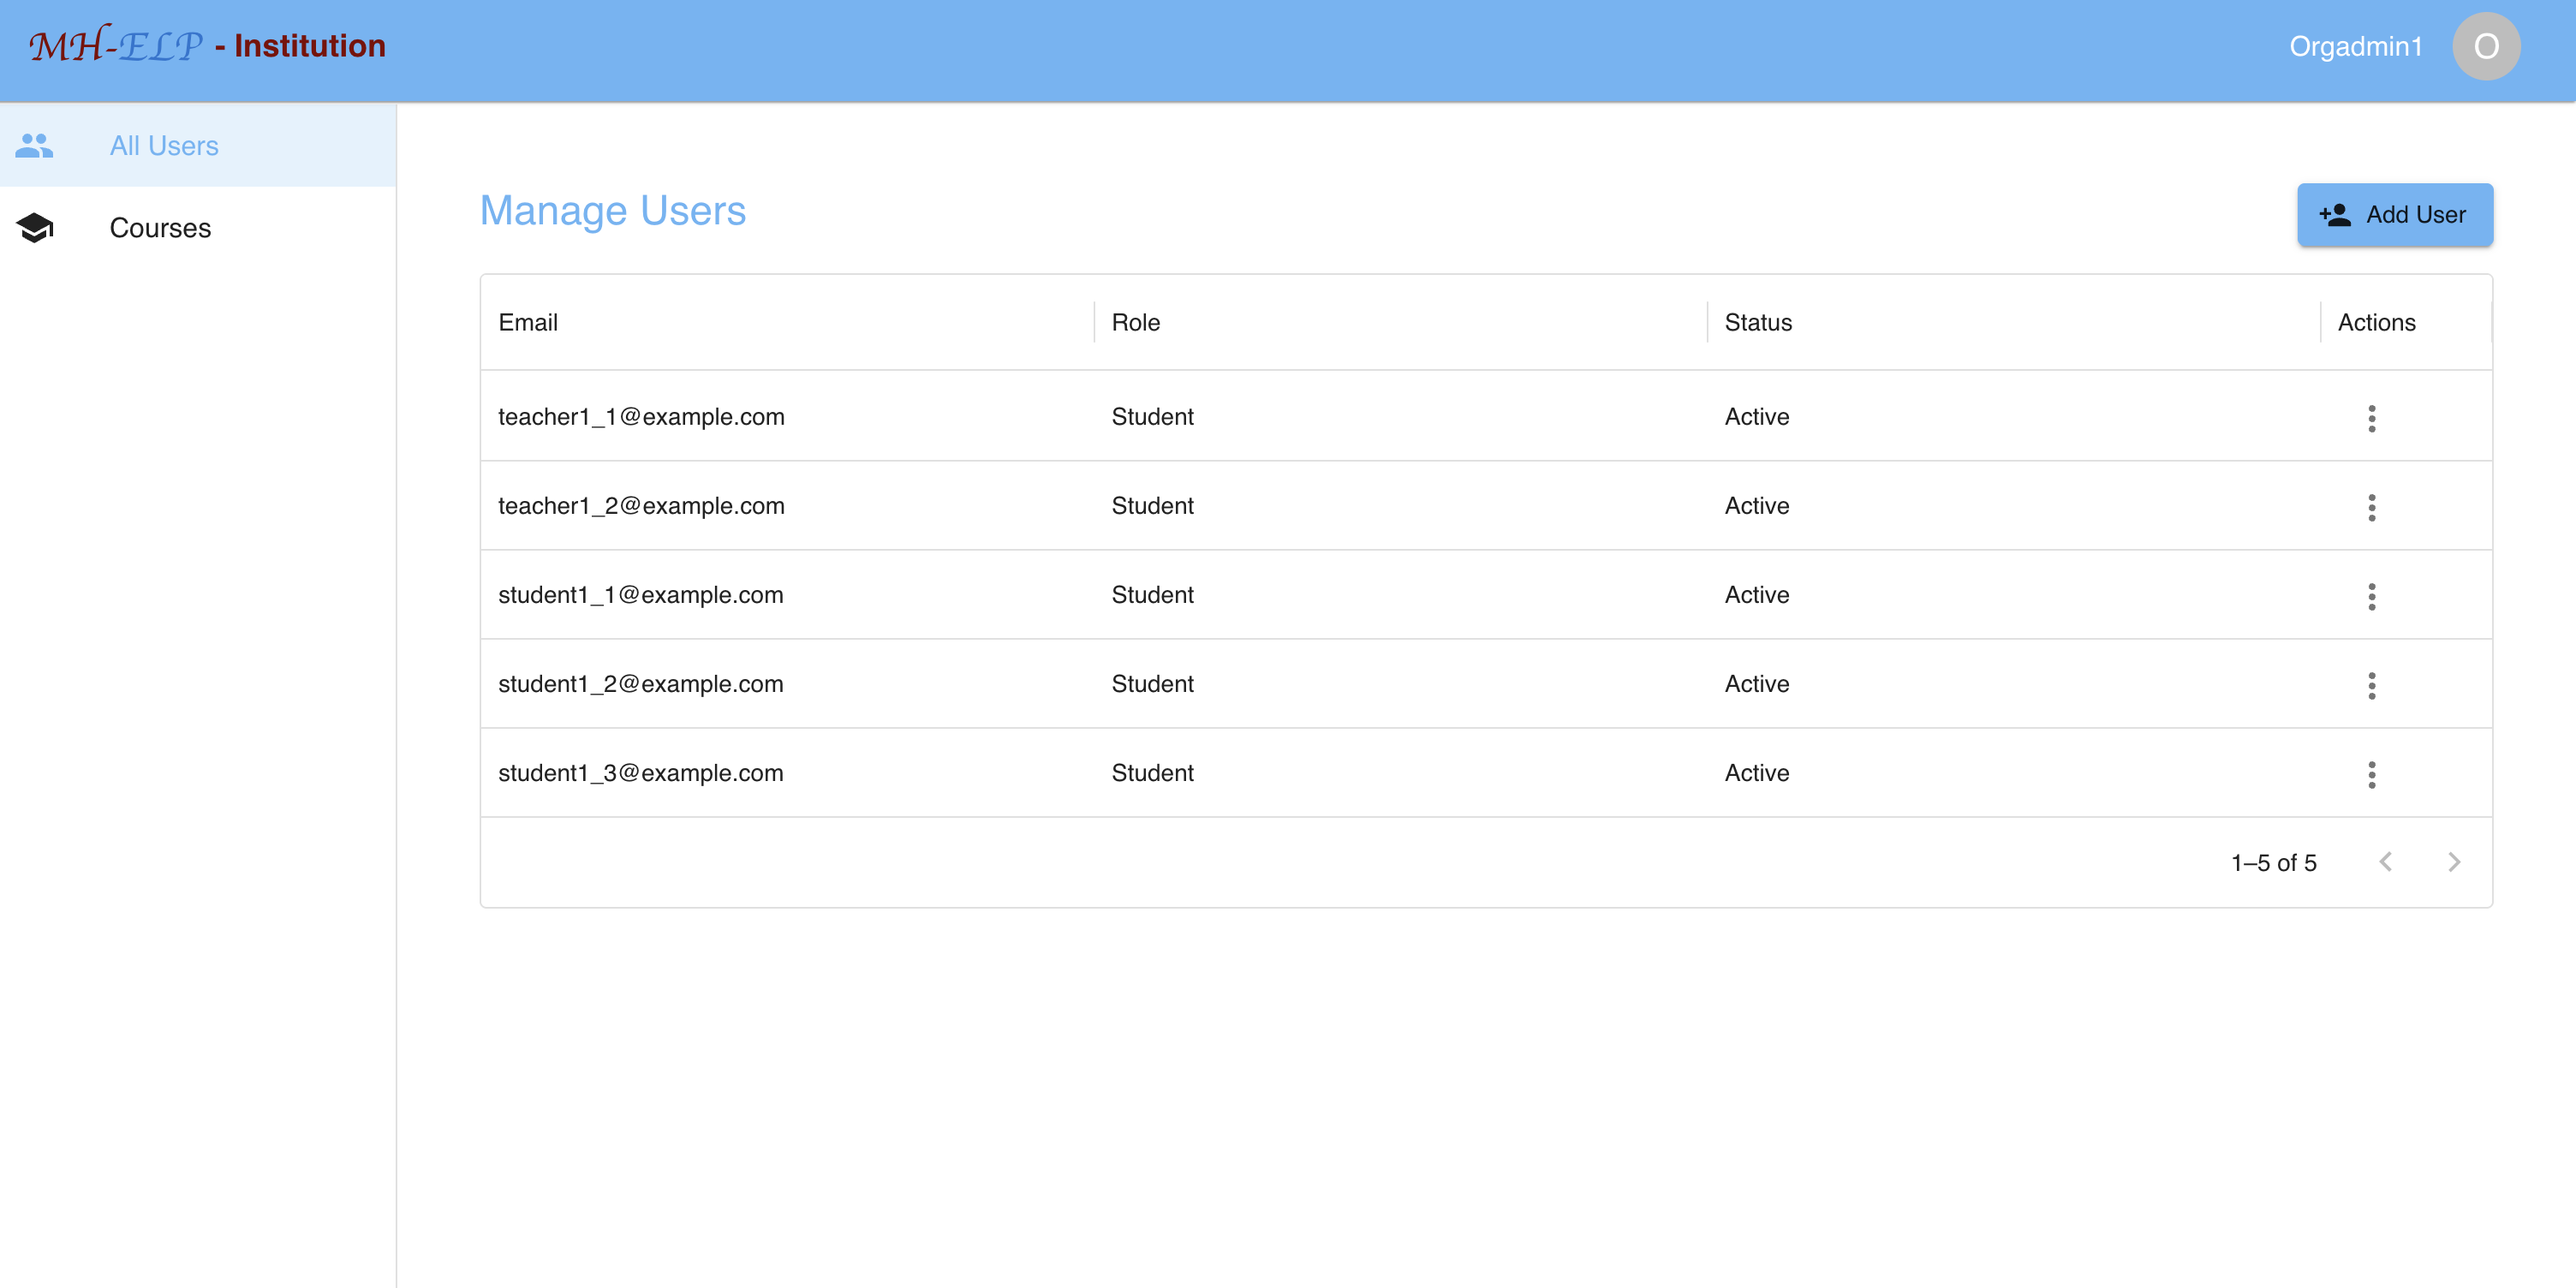 MH-ELP - Institution
Orgadmin1
O
All Users
Courses
Manage Users
Add User
Email Role Status Actions
teacher1_1@example.com Student Active
teacher1_2@example.com Student Active
student1_1@example.com Student Active
student1_2@example.com Student Active
student1_3@example.com Student Active
1–5 of 5